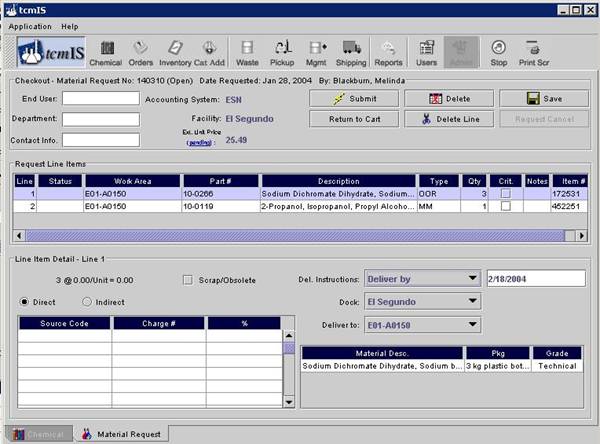 tcmIS
Application Help
tcmIS
Chemical Orders Inventory Cat Add Waste Pickup Mgmt Shipping Reports Users Admin Stop Print Scr
Checkout - Material Request No: 140310 (Open) Date Requested: Jan 28, 2004 By: Blackburn, Melinda
End User: Accounting System: ESN Submit Delete Save
Department: Facility: El Segundo Return to Cart Delete Line Request Cancel
Contact Info. Ext. Unit Price (pending) : 25.49
Request Line Items
Line Status Work Area Part # Description Type Qty Crit. Notes Item #
1 E01-A0150 10-0266 Sodium Dichromate Dihydrate, Sodium... OOR 3 172531
2 E01-A0150 10-0119 2-Propanol, Isopropanol, Propyl Alcoho... MM 1 452251
Line Item Detail - Line 1
3 @ 0.00/Unit = 0.00 Scrap/Obsolete Del. Instructions: Deliver by 2/18/2004
Direct Indirect Dock: El Segundo
Source Code Charge # % Deliver to: E01-A0150
Material Desc. Pkg Grade
Sodium Dichromate Dihydrate, Sodium b... 3 kg plastic bot... Technical
Chemical Material Request